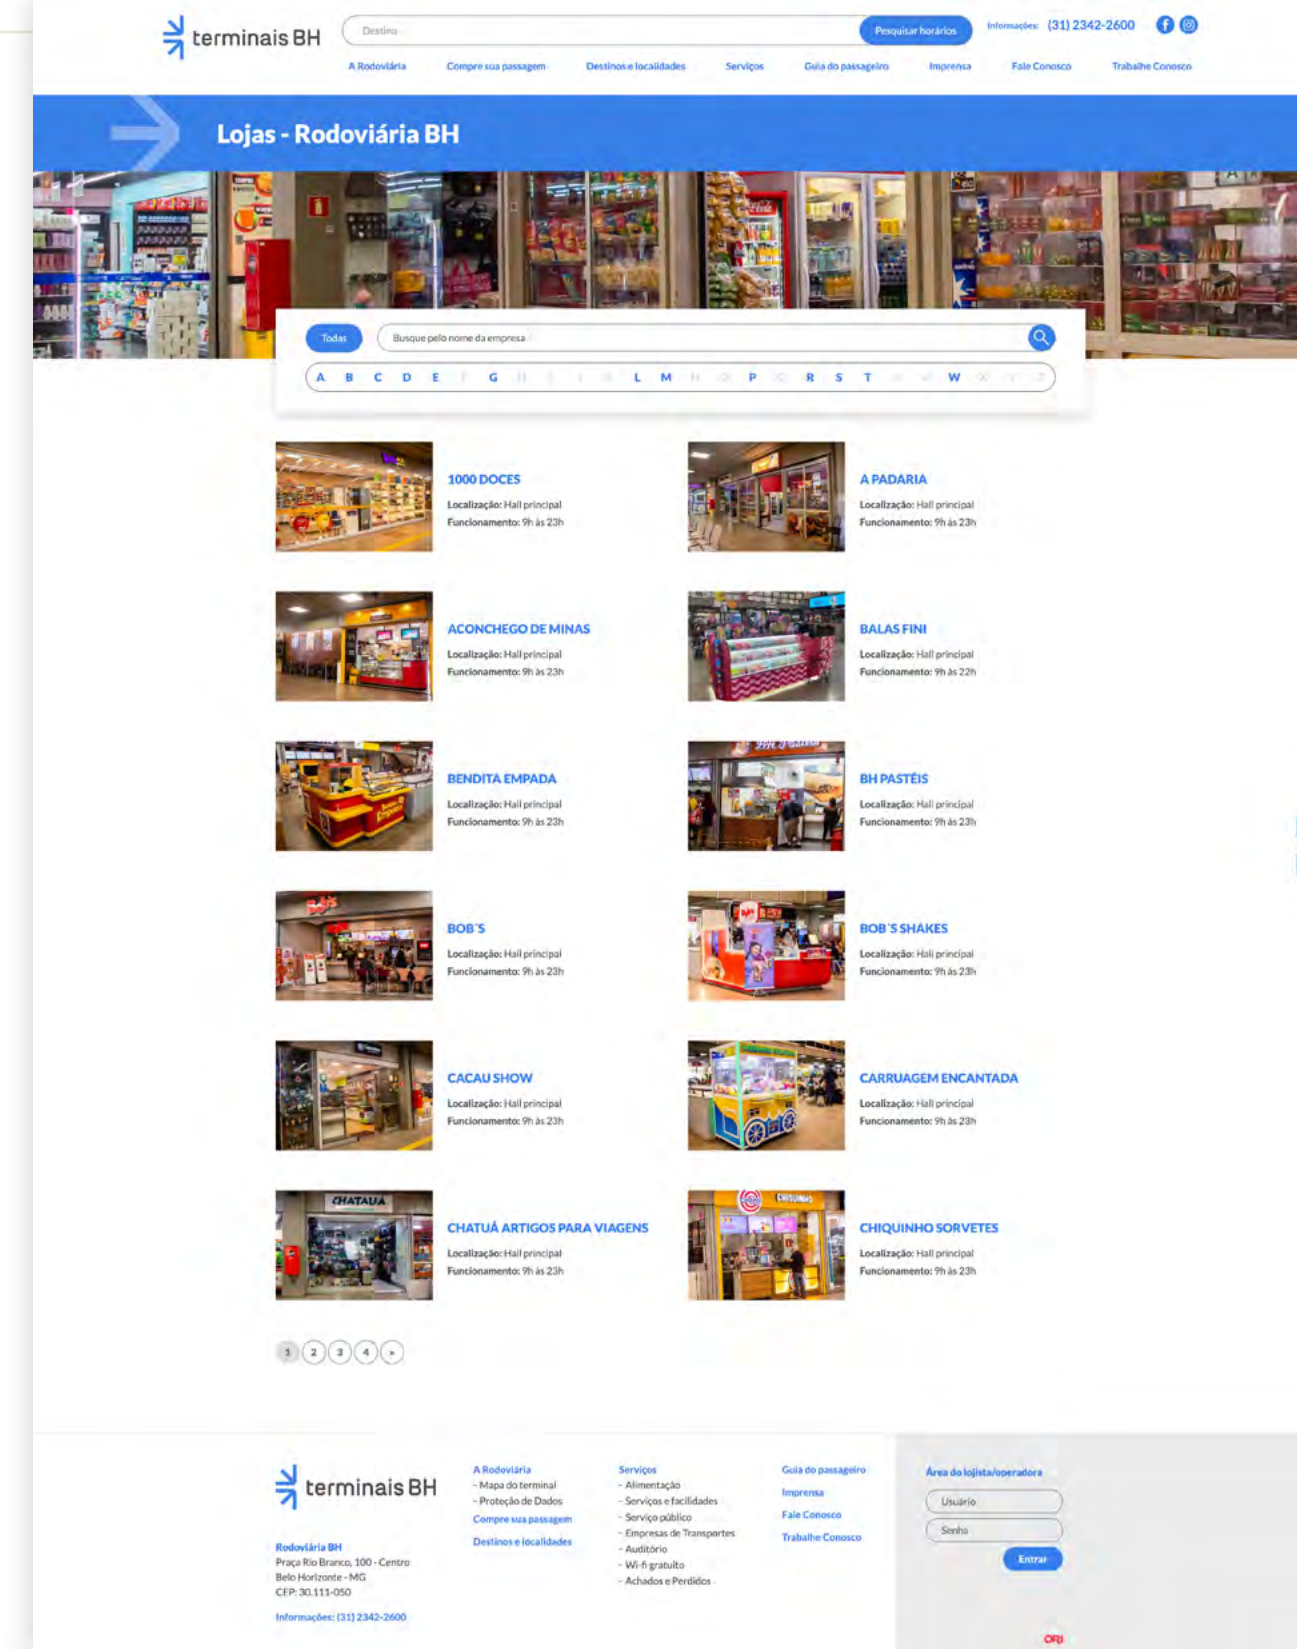 terminais BH
Destino
Pesquisar horários
Informações: (31) 2342-2600
A Rodoviária Compre sua passagem Destinos e localidades Serviços Guia do passageiro Imprensa Fale Conosco Trabalhe Conosco
Lojas - Rodoviária BH
Todas
Busque pelo nome da empresa
A B C D E F G H I J K L M N O P Q R S T U V W X Y Z
1000 DOCES
Localização: Hall principal
Funcionamento: 9h às 23h
A PADARIA
Localização: Hall principal
Funcionamento: 9h às 23h
ACONCHEGO DE MINAS
Localização: Hall principal
Funcionamento: 9h às 23h
BALAS FINI
Localização: Hall principal
Funcionamento: 9h às 22h
BENDITA EMPADA
Localização: Hall principal
Funcionamento: 9h às 23h
BH PASTÉIS
Localização: Hall principal
Funcionamento: 9h às 23h
BOB´S
Localização: Hall principal
Funcionamento: 9h às 23h
BOB´S SHAKES
Localização: Hall principal
Funcionamento: 9h às 23h
CACAU SHOW
Localização: Hall principal
Funcionamento: 9h às 23h
CARRUAGEM ENCANTADA
Localização: Hall principal
Funcionamento: 9h às 23h
CHATAUÁ
CHATUÁ ARTIGOS PARA VIAGENS
Localização: Hall principal
Funcionamento: 9h às 23h
CHIQUINHO
CHIQUINHO SORVETES
Localização: Hall principal
Funcionamento: 9h às 23h
1 2 3 4 »
terminais BH
Rodoviária BH
Praça Rio Branco, 100 - Centro
Belo Horizonte - MG
CEP: 30.111-050
Informações: (31) 2342-2600
A Rodoviária
- Mapa do terminal
- Proteção de Dados
Compre sua passagem
Destinos e localidades
Serviços
- Alimentação
- Serviços e facilidades
- Serviço público
- Empresas de Transportes
- Auditório
- Wi-fi gratuito
- Achados e Perdidos
Guia do passageiro
Imprensa
Fale Conosco
Trabalhe Conosco
Área do lojista/operadora
Usuário
Senha
Entrar